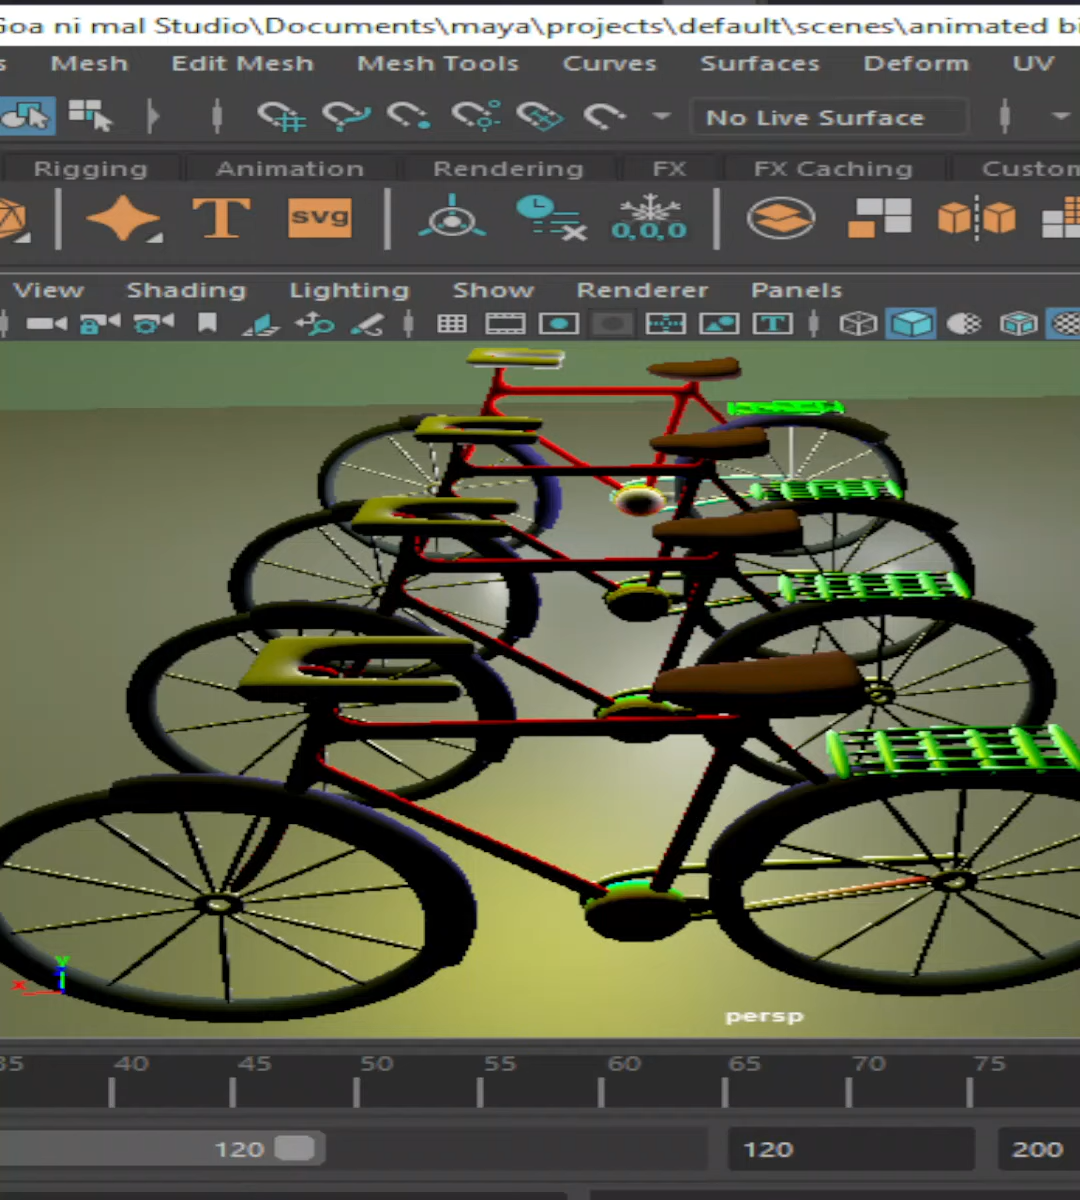 Goa ni mal Studio\Documents\maya\projects\default\scenes\animated bi
s Mesh Edit Mesh Mesh Tools Curves Surfaces Deform UV
No Live Surface
Rigging Animation Rendering FX FX Caching Custom
T svg 0,0,0
View Shading Lighting Show Renderer Panels
T
Y
x
persp
35 40 45 50 55 60 65 70 75
120 120 200